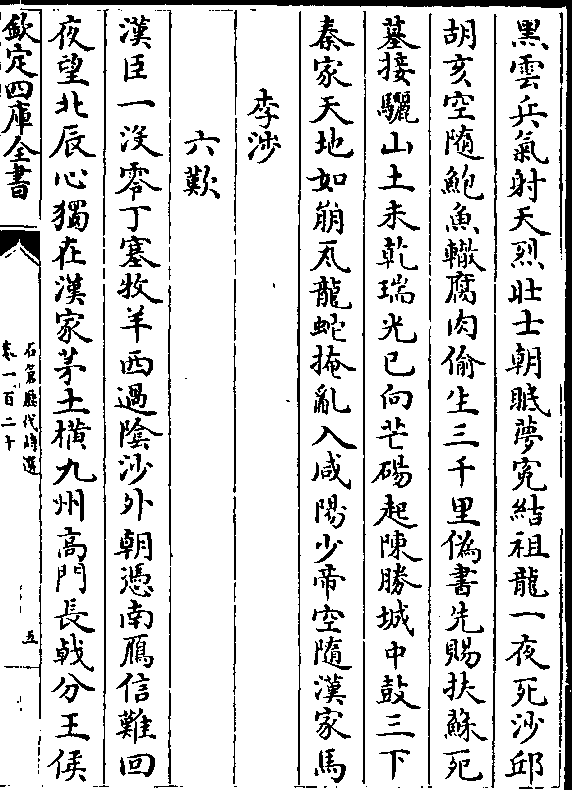 黑雲兵氣射天烈壯士朝眠夢寃結祖龍一夜死沙邱
胡亥空隨鮑魚轍腐肉偷生三千里偽書先賜扶蘇死
墓接驪山土未乾瑞光已向芒碭起陳勝城中鼓三下
秦家天地如崩瓦龍蛇掩亂入咸陽少帝空隨漢家馬
李涉
六歎
漢臣一沒零丁塞牧羊西過陰沙外朝憑南鴈信難回
夜望北辰心獨在漢家茅土橫九州高門長㦸分王侯
欽定四庫全書
石倉歷代詩選
卷一百二十
五